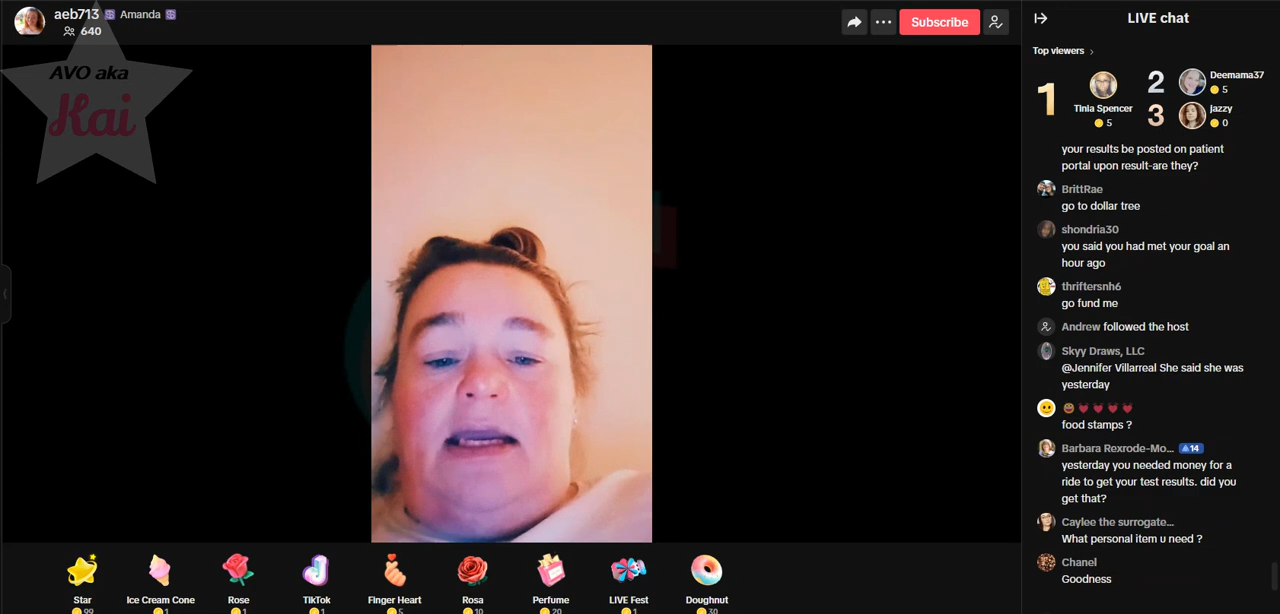 aeb713 Amanda
640
AVO aka
Kai
Subscribe
LIVE chat
Top viewers
1
Tinia Spencer
5
2
Deemama37
5
3
jazzy
0
your results be posted on patient
portal upon result-are they?
BrittRae
go to dollar tree
shondria30
you said you had met your goal an
hour ago
thriftersnh6
go fund me
Andrew followed the host
Skyy Draws, LLC
@Jennifer Villarreal She said she was
yesterday
food stamps ?
Barbara Rexrode-Mo... 14
yesterday you needed money for a
ride to get your test results. did you
get that?
Caylee the surrogate...
What personal item u need ?
Chanel
Goodness
Star
Ice Cream Cone
Rose
TikTok
Finger Heart
Rosa
Perfume
LIVE Fest
Doughnut
99
1
1
1
5
10
20
1
30